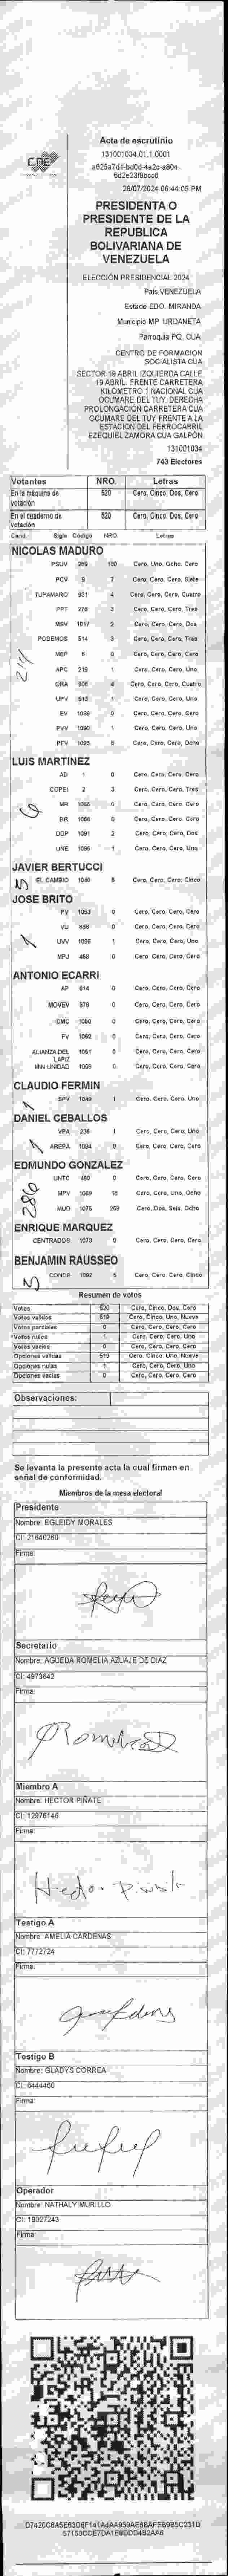 CNE
Acta de escrutinio
131001034.01.1.0001
28/07/2024 06:44:05 PM
PRESIDENTA O
PRESIDENTE DE LA
REPUBLICA
BOLIVARIANA DE
VENEZUELA
ELECCIÓN PRESIDENCIAL 2024
País VENEZUELA
Estado EDO. MIRANDA
Municipio MP. URDANETA
Parroquia PQ. CUA
CENTRO DE FORMACION
SOCIALISTA CUA
SECTOR 19 ABRIL IZQUIERDA CALLE
19 ABRIL. FRENTE CARRETERA
KILOMETRO 1 NACIONAL CUA
OCUMARE DEL TUY. DERECHA
PROLONGACIÓN CARRETERA CUA
OCUMARE DEL TUY FRENTE A LA
ESTACION DEL FERROCARRIL
EZEQUIEL ZAMORA CUA GALPÓN
131001034
743 Electores
Votantes NRO. Letras
En la máquina de votación 520 Cero, Cinco, Dos, Cero
En el cuaderno de votación 520 Cero, Cinco, Dos, Cero
Cand. Sigla Código NRO. Letras
NICOLAS MADURO
PSUV 269 180 Cero, Uno, Ocho, Cero
PCV 9 7 Cero, Cero, Cero, Siete
TUPAMARO 931 4 Cero, Cero, Cero, Cuatro
PPT 278 3 Cero, Cero, Cero, Tres
MSV 1017 2 Cero, Cero, Cero, Dos
PODEMOS 514 3 Cero, Cero, Cero, Tres
MEP 6 0 Cero, Cero, Cero, Cero
APC 219 1 Cero, Cero, Cero, Uno
ORA 906 4 Cero, Cero, Cero, Cuatro
UPV 513 1 Cero, Cero, Cero, Uno
EV 1089 0 Cero, Cero, Cero, Cero
PVV 1090 1 Cero, Cero, Cero, Uno
PFV 1093 8 Cero, Cero, Cero, Ocho
214
LUIS MARTINEZ
AD 1 0 Cero, Cero, Cero, Cero
COPEI 2 3 Cero, Cero, Cero, Tres
MR 1065 0 Cero, Cero, Cero, Cero
BR 1066 0 Cero, Cero, Cero, Cero
DDP 1091 2 Cero, Cero, Cero, Dos
UNE 1095 1 Cero, Cero, Cero, Uno
6
JAVIER BERTUCCI
EL CAMBIO 1049 5 Cero, Cero, Cero, Cinco
5
JOSE BRITO
PV 1053 0 Cero, Cero, Cero, Cero
VU 868 0 Cero, Cero, Cero, Cero
UVV 1096 1 Cero, Cero, Cero, Uno
MPJ 458 0 Cero, Cero, Cero, Cero
1
ANTONIO ECARRI
AP 814 0 Cero, Cero, Cero, Cero
MOVEV 979 0 Cero, Cero, Cero, Cero
CMC 1050 0 Cero, Cero, Cero, Cero
FV 1060 0 Cero, Cero, Cero, Cero
ALIANZA DEL LAPIZ 1051 0 Cero, Cero, Cero, Cero
MIN UNIDAD 1069 0 Cero, Cero, Cero, Cero
CLAUDIO FERMIN
SPV 1049 1 Cero, Cero, Cero, Uno
1
DANIEL CEBALLOS
VPA 236 1 Cero, Cero, Cero, Uno
AREPA 1094 0 Cero, Cero, Cero, Cero
1
EDMUNDO GONZALEZ
UNTC 480 0 Cero, Cero, Cero, Cero
MPV 1069 18 Cero, Cero, Uno, Ocho
MUD 1075 268 Cero, Dos, Seis, Ocho
286
ENRIQUE MARQUEZ
CENTRADOS 1073 0 Cero, Cero, Cero, Cero
BENJAMIN RAUSSEO
CONDE 1092 5 Cero, Cero, Cero, Cinco
5
Resumen de votos
Votos 520 Cero, Cinco, Dos, Cero
Votos validos 519 Cero, Cinco, Uno, Nueve
Votos parciales 0 Cero, Cero, Cero, Cero
Votos nulos 1 Cero, Cero, Cero, Uno
Votos vacíos 0 Cero, Cero, Cero, Cero
Opciones válidas 519 Cero, Cinco, Uno, Nueve
Opciones nulas 1 Cero, Cero, Cero, Uno
Opciones vacías 0 Cero, Cero, Cero, Cero
Observaciones:
Se levanta la presente acta la cual firman en
señal de conformidad.
Miembros de la mesa electoral
Presidente
Nombre: EGLEIDY MORALES
CI: 21640260
Firma:
Secretario
Nombre: AGUEDA ROMELIA AZUAJE DE DIAZ
CI: 4973642
Firma:
Miembro A
Nombre: HECTOR PIÑATE
CI: 12976146
Firma:
Testigo A
Nombre: AMELIA CARDENAS
CI: 7772724
Firma:
Testigo B
Nombre: GLADYS CORREA
CI: 6444460
Firma:
Operador
Nombre: NATHALY MURILLO
CI: 19027243
Firma: